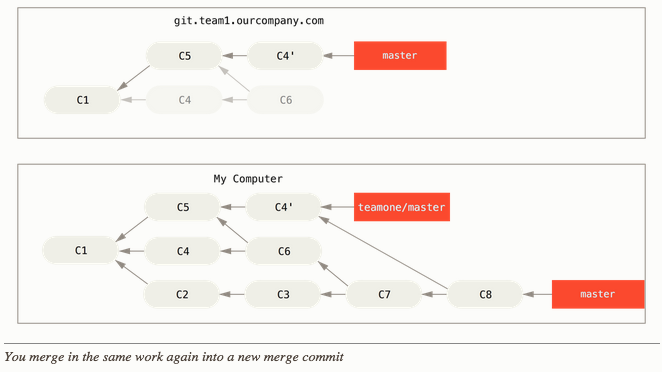 git.team1.ourcompany.com
C5 C4' master
C1 C4 C6
My Computer
C5 C4' teamone/master
C1 C4 C6
C2 C3 C7 C8 master
You merge in the same work again into a new merge commit